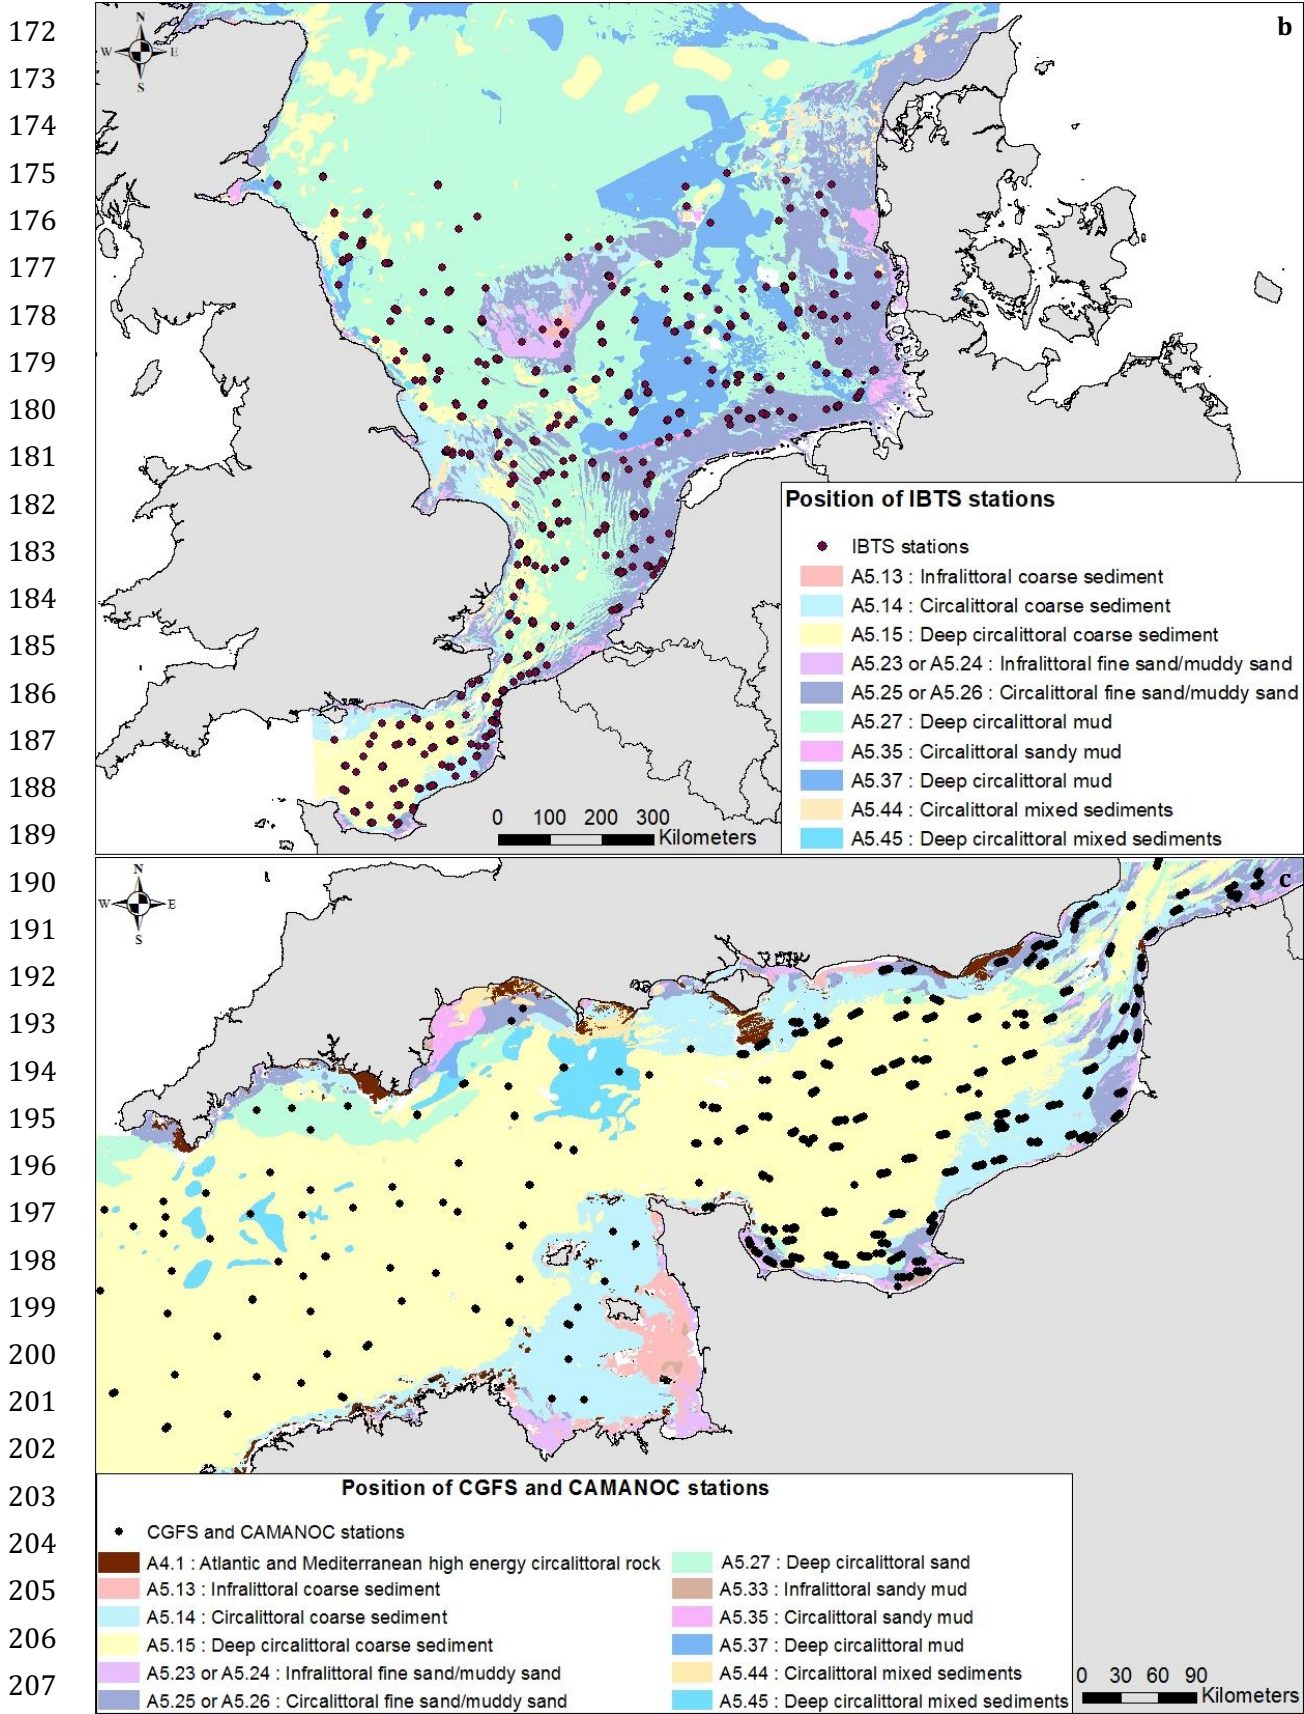 172
173
174
175
176
177
178
179
180
181
182
183
184
185
186
187
188
189
b
N
W E
S
Position of IBTS stations
IBTS stations
A5.13 : Infralittoral coarse sediment
A5.14 : Circalittoral coarse sediment
A5.15 : Deep circalittoral coarse sediment
A5.23 or A5.24 : Infralittoral fine sand/muddy sand
A5.25 or A5.26 : Circalittoral fine sand/muddy sand
A5.27 : Deep circalittoral mud
A5.35 : Circalittoral sandy mud
A5.37 : Deep circalittoral mud
A5.44 : Circalittoral mixed sediments
A5.45 : Deep circalittoral mixed sediments
0 100 200 300
Kilometers
190
191
192
193
194
195
196
197
198
199
200
201
202
203
204
205
206
207
c
N
W E
S
Position of CGFS and CAMANOC stations
CGFS and CAMANOC stations
A4.1 : Atlantic and Mediterranean high energy circalittoral rock
A5.13 : Infralittoral coarse sediment
A5.14 : Circalittoral coarse sediment
A5.15 : Deep circalittoral coarse sediment
A5.23 or A5.24 : Infralittoral fine sand/muddy sand
A5.25 or A5.26 : Circalittoral fine sand/muddy sand
A5.27 : Deep circalittoral sand
A5.33 : Infralittoral sandy mud
A5.35 : Circalittoral sandy mud
A5.37 : Deep circalittoral mud
A5.44 : Circalittoral mixed sediments
A5.45 : Deep circalittoral mixed sediments
0 30 60 90
Kilometers